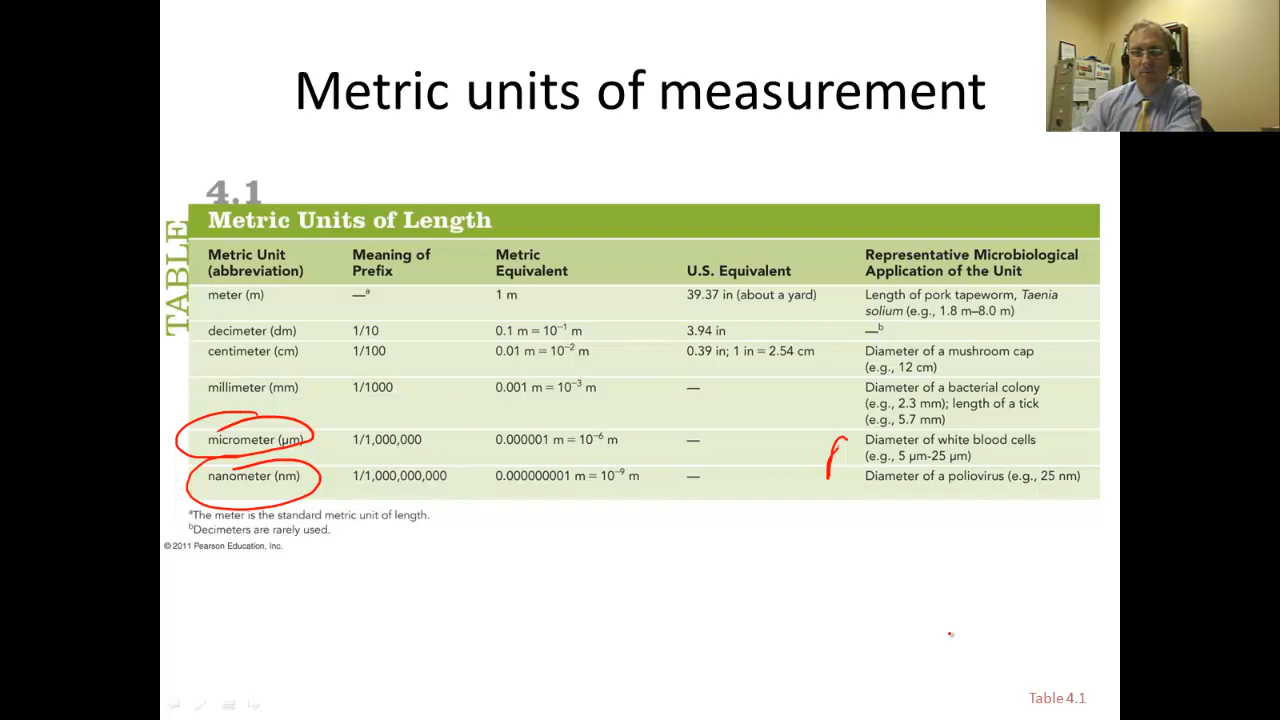 Metric units of measurement
4.1
TABLE
Metric Units of Length
Metric Unit (abbreviation) Meaning of Prefix Metric Equivalent U.S. Equivalent Representative Microbiological Application of the Unit
meter (m) —ᵃ 1 m 39.37 in (about a yard) Length of pork tapeworm, Taenia solium (e.g., 1.8 m–8.0 m)
decimeter (dm) 1/10 0.1 m = 10⁻¹ m 3.94 in —ᵇ
centimeter (cm) 1/100 0.01 m = 10⁻² m 0.39 in; 1 in = 2.54 cm Diameter of a mushroom cap (e.g., 12 cm)
millimeter (mm) 1/1000 0.001 m = 10⁻³ m — Diameter of a bacterial colony (e.g., 2.3 mm); length of a tick (e.g., 5.7 mm)
micrometer (μm) 1/1,000,000 0.000001 m = 10⁻⁶ m — Diameter of white blood cells (e.g., 5 μm-25 μm)
nanometer (nm) 1/1,000,000,000 0.000000001 m = 10⁻⁹ m — Diameter of a poliovirus (e.g., 25 nm)
ᵃThe meter is the standard metric unit of length.
ᵇDecimeters are rarely used.
© 2011 Pearson Education, Inc.
Table 4.1